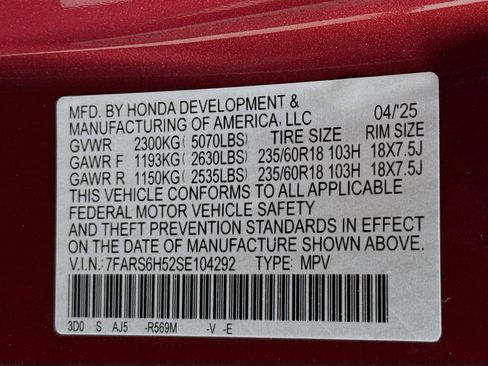 MFD. BY HONDA DEVELOPMENT & 04/'25
MANUFACTURING OF AMERICA, LLC
GVWR 2300KG( 5070LBS) TIRE SIZE RIM SIZE
GAWR F 1193KG( 2630LBS) 235/60R18 103H 18X7.5J
GAWR R 1150KG( 2535LBS) 235/60R18 103H 18X7.5J
THIS VEHICLE CONFORMS TO ALL APPLICABLE
FEDERAL MOTOR VEHICLE SAFETY
AND THEFT PREVENTION STANDARDS IN EFFECT
ON THE DATE OF MANUFACTURE SHOWN ABOVE.
V.I.N.: 7FARS6H52SE104292 TYPE: MPV
3D0 S AJ5 -R569M -V -E